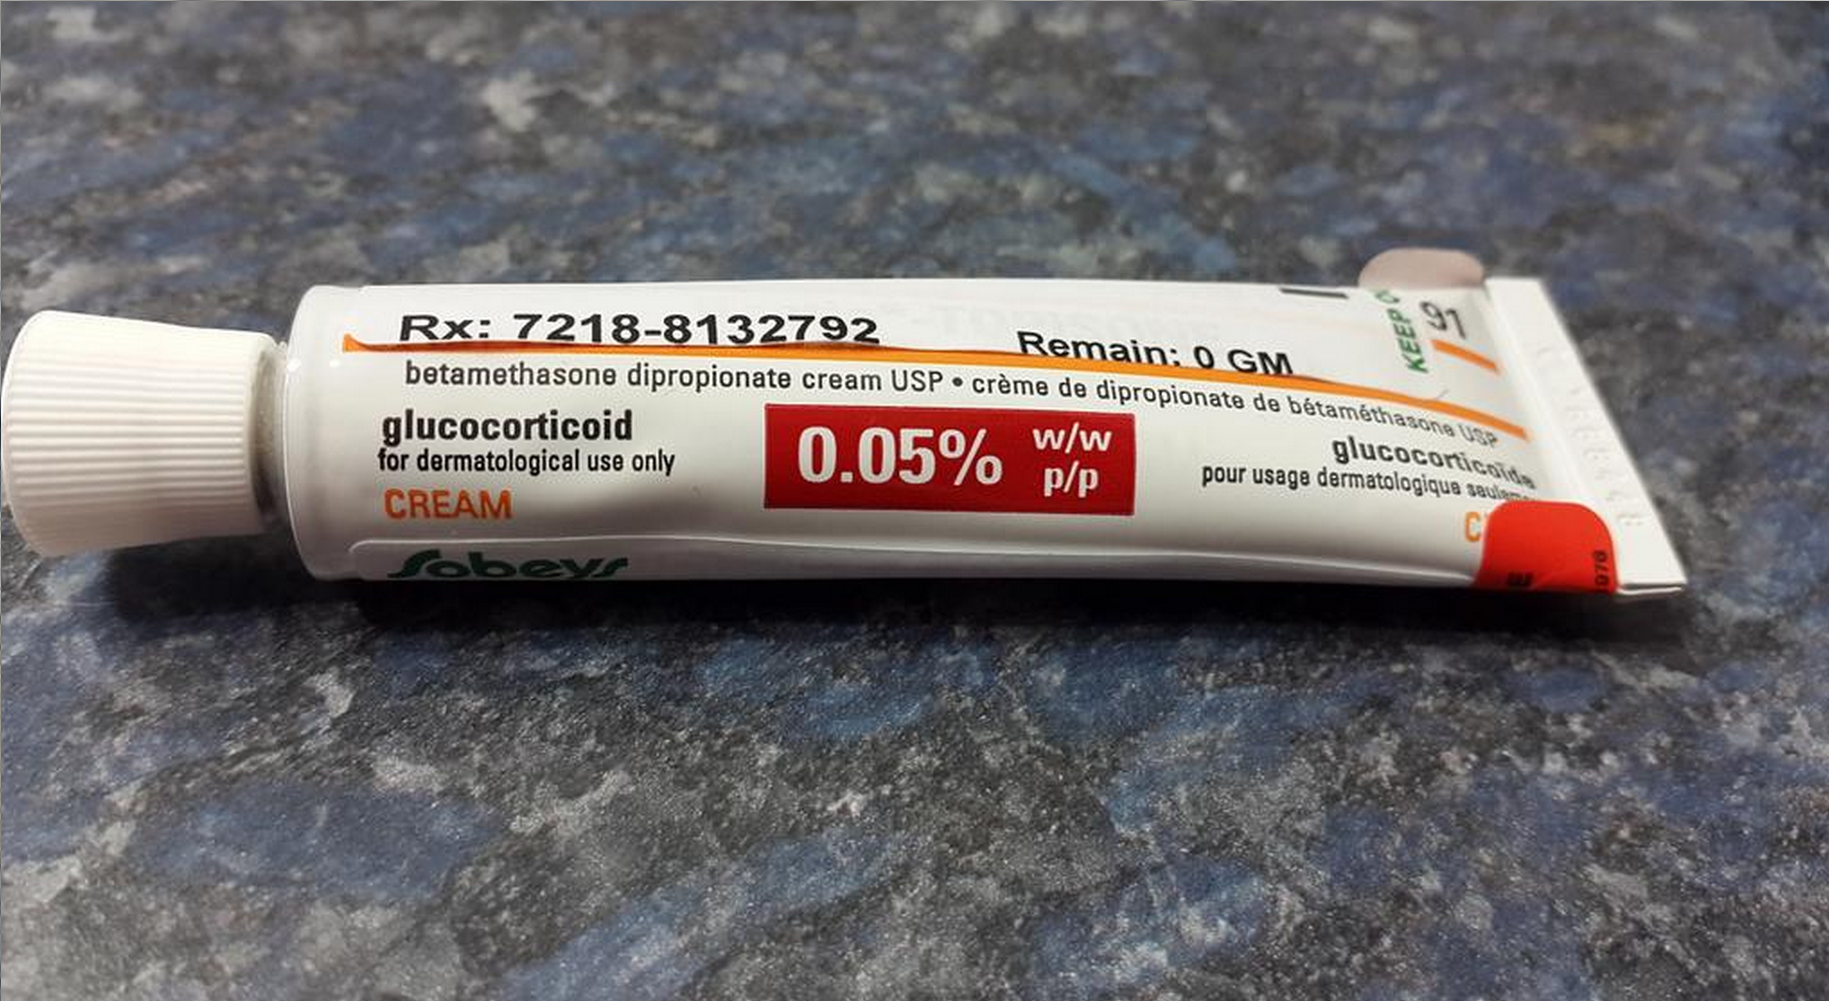 Rx: 7218-8132792
Remain: 0 GM
KEEP
91
betamethasone dipropionate cream USP • crème de dipropionate de bétaméthasone USP
glucocorticoid
for dermatological use only
CREAM
0.05% w/w
p/p
glucocorticoïde
pour usage dermatologique
Sobeys